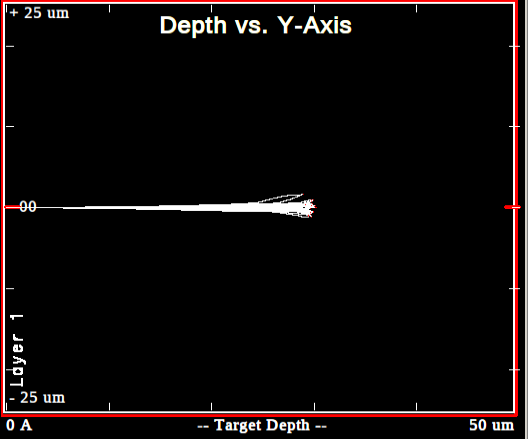 + 25 um
Depth vs. Y-Axis
00
Layer 1
- 25 um
0 A
-- Target Depth --
50 um